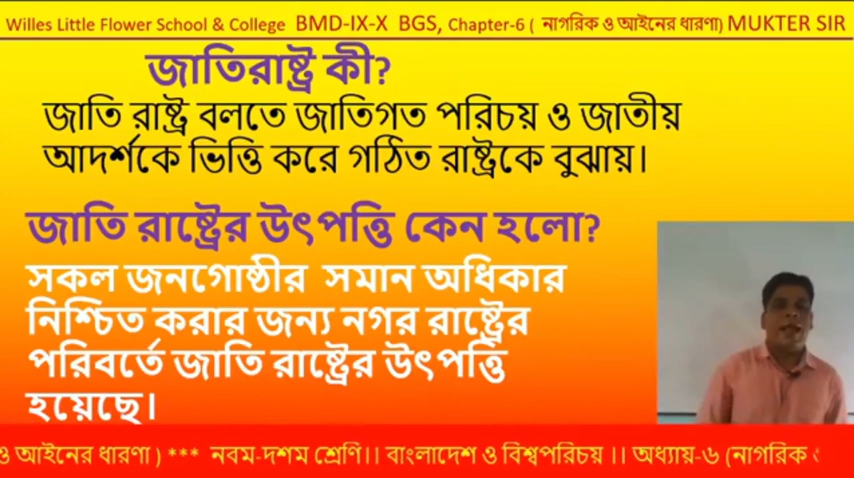 Willes Little Flower School & College BMD-IX-X BGS, Chapter-6 ( নাগরিক ও আইনের ধারণা) MUKTER SIR
জাতিরাষ্ট্র কী?
জাতি রাষ্ট্র বলতে জাতিগত পরিচয় ও জাতীয়
আদর্শকে ভিত্তি করে গঠিত রাষ্ট্রকে বুঝায়।
জাতি রাষ্ট্রের উৎপত্তি কেন হলো?
সকল জনগোষ্ঠীর সমান অধিকার
নিশ্চিত করার জন্য নগর রাষ্ট্রের
পরিবর্তে জাতি রাষ্ট্রের উৎপত্তি
হয়েছে।
ও আইনের ধারণা ) *** নবম-দশম শ্রেণি।। বাংলাদেশ ও বিশ্বপরিচয় ।। অধ্যায়-৬ (নাগরিক ও